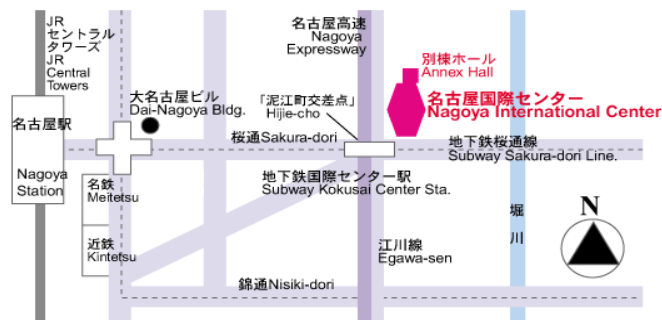 JR
セントラル
タワーズ
JR
Central
Towers
名古屋高速
Nagoya
Expressway
別棟ホール
Annex Hall
名古屋国際センター
Nagoya International Center
大名古屋ビル
Dai-Nagoya Bldg.
「泥江町交差点」
Hijie-cho
名古屋駅
Nagoya
Station
桜通Sakura-dori
地下鉄桜通線
Subway Sakura-dori Line.
地下鉄国際センター駅
Subway Kokusai Center Sta.
名鉄
Meitetsu
近鉄
Kintetsu
江川線
Egawa-sen
堀川
N
錦通Nisiki-dori